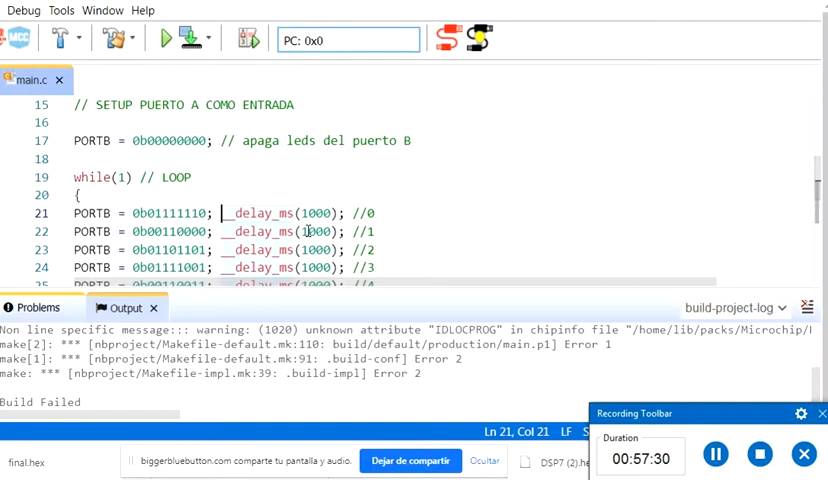 Debug Tools Window Help
MCC
PC: 0x0
main.c
15 // SETUP PUERTO A COMO ENTRADA
16
17 PORTB = 0b00000000; // apaga leds del puerto B
18
19 while(1) // LOOP
20 {
21 PORTB = 0b01111110; __delay_ms(1000); //0
22 PORTB = 0b00110000; __delay_ms(1000); //1
23 PORTB = 0b01101101; __delay_ms(1000); //2
24 PORTB = 0b01111001; __delay_ms(1000); //3
25 PORTB = 0b00110011; __delay_ms(1000); //4
Problems Output build-project-log
Non line specific message::: warning: (1020) unknown attribute "IDLOCPROG" in chipinfo file "/home/lib/packs/Microchip/
make[2]: *** [nbproject/Makefile-default.mk:110: build/default/production/main.p1] Error 1
make[1]: *** [nbproject/Makefile-default.mk:91: .build-conf] Error 2
make: *** [nbproject/Makefile-impl.mk:39: .build-impl] Error 2
Build Failed
Ln 21, Col 21 LF
Recording Toolbar
Duration
00:57:30
final.hex
biggerbluebutton.com comparte tu pantalla y audio.
Dejar de compartir
Ocultar
DSP7 (2).he